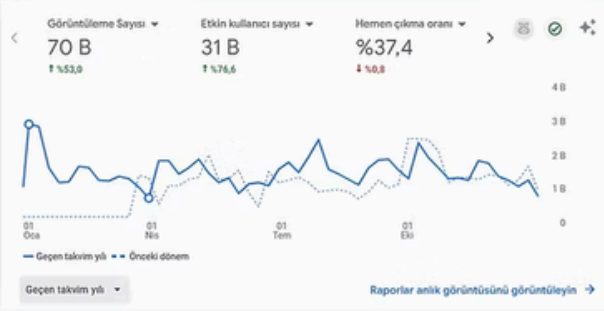 Görüntüleme Sayısı Etkin kullanıcı sayısı Hemen çıkma oranı
70 B 31 B %37,4
↑ %53,0 ↑ %76,6 ↓ %0,8
4 B
3 B
2 B
1 B
0
01 01 01 01
Oca Nis Tem Eki
Geçen takvim yılı Önceki dönem
Geçen takvim yılı Raporlar anlık görüntüsünü görüntüleyin →